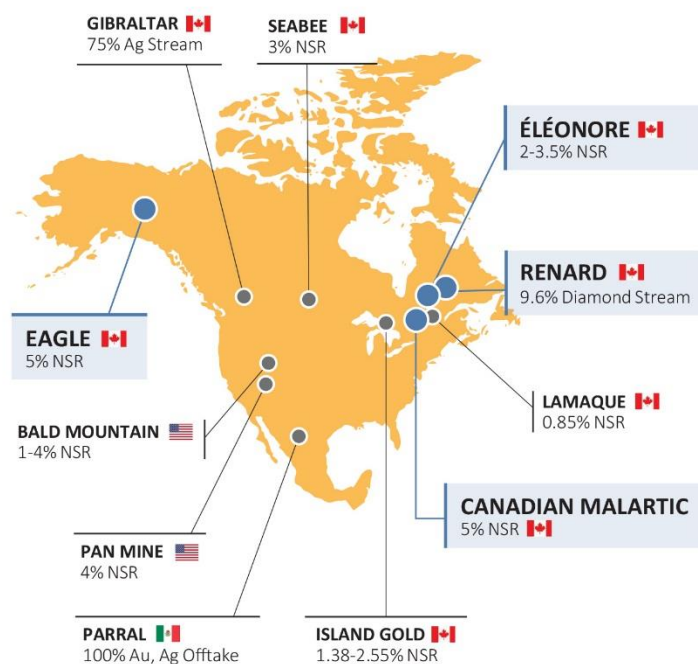 GIBRALTAR
75% Ag Stream
SEABEE
3% NSR
ÉLÉONORE
2-3.5% NSR
RENARD
9.6% Diamond Stream
EAGLE
5% NSR
LAMAQUE
0.85% NSR
BALD MOUNTAIN
1-4% NSR
CANADIAN MALARTIC
5% NSR
PAN MINE
4% NSR
PARRAL
100% Au, Ag Offtake
ISLAND GOLD
1.38-2.55% NSR